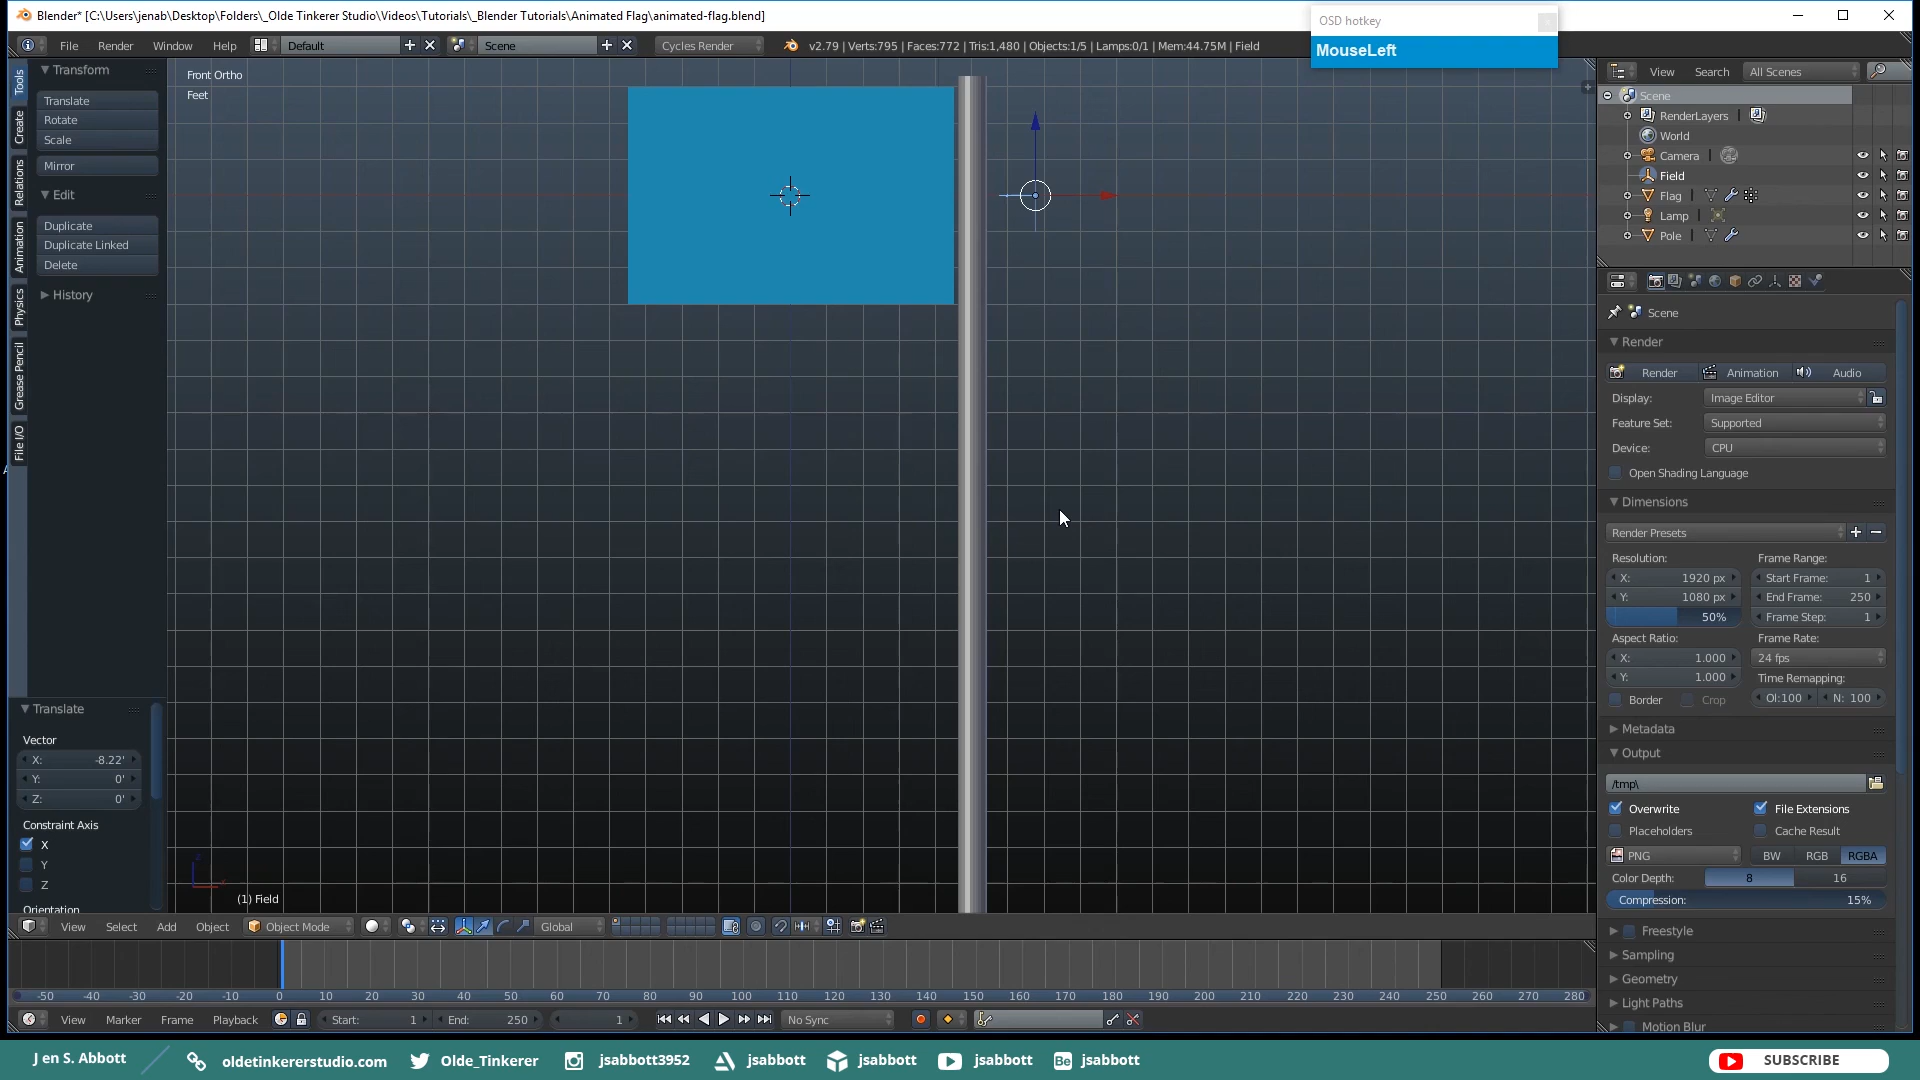 Blender* [C:\Users\jenab\Desktop\Folders\_Olde Tinkerer Studio\Videos\Tutorials\_Blender Tutorials\Animated Flag\animated-flag.blend]
OSD hotkey
MouseLeft
File Render Window Help Default Scene Cycles Render v2.79 | Verts:795 | Faces:772 | Tris:1,480 | Objects:1/5 | Lamps:0/1 | Mem:44.75M | Field
View Search All Scenes
Tools
Create
Relations
Animation
Physics
Grease Pencil
File I/O
Transform
Translate
Rotate
Scale
Mirror
Edit
Duplicate
Duplicate Linked
Delete
History
Front Ortho
Feet
Scene
RenderLayers
World
Camera
Field
Flag
Lamp
Pole
Scene
Render
Render Animation Audio
Display: Image Editor
Feature Set: Supported
Device: CPU
Open Shading Language
Dimensions
Render Presets
Resolution: Frame Range:
X: 1920 px Start Frame: 1
Y: 1080 px End Frame: 250
50% Frame Step: 1
Aspect Ratio: Frame Rate:
X: 1.000 24 fps
Y: 1.000 Time Remapping:
Border Crop Ol:100 N: 100
Metadata
Output
/tmp\
Overwrite File Extensions
Placeholders Cache Result
PNG BW RGB RGBA
Color Depth: 8 16
Compression: 15%
Freestyle
Sampling
Geometry
Light Paths
Motion Blur
Translate
Vector
X: -8.22'
Y: 0'
Z: 0'
Constraint Axis
X
Y
Z
Orientation
(1) Field
View Select Add Object Object Mode Global
-50 -40 -30 -20 -10 0 10 20 30 40 50 60 70 80 90 100 110 120 130 140 150 160 170 180 190 200 210 220 230 240 250 260 270 280
View Marker Frame Playback Start: 1 End: 250 1 No Sync
J en S. Abbott oldetinkererstudio.com Olde_Tinkerer jsabbott3952 jsabbott jsabbott jsabbott Be jsabbott SUBSCRIBE